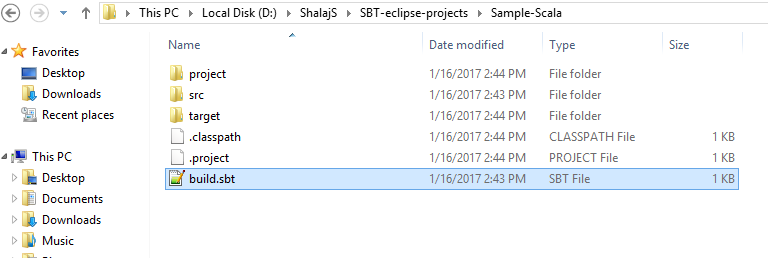 This PC Local Disk (D:) ShalajS SBT-eclipse-projects Sample-Scala
Favorites
Desktop
Downloads
Recent places
This PC
Desktop
Documents
Downloads
Music
Name Date modified Type Size
project 1/16/2017 2:44 PM File folder
src 1/16/2017 2:43 PM File folder
target 1/16/2017 2:44 PM File folder
.classpath 1/16/2017 2:44 PM CLASSPATH File 1 KB
.project 1/16/2017 2:44 PM PROJECT File 1 KB
build.sbt 1/16/2017 2:43 PM SBT File 1 KB